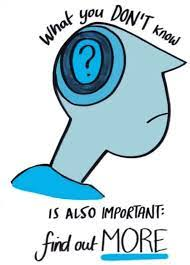 What you DON'T know
?
IS ALSO IMPORTANT:
find out MORE